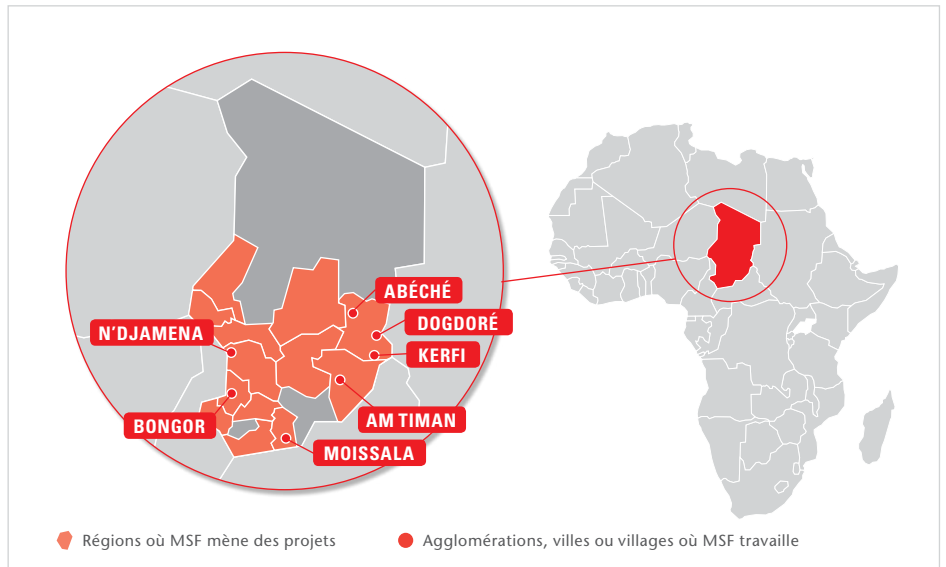 ABÉCHÉ
DOGDORÉ
N'DJAMENA
KERFI
AM TIMAN
BONGOR
MOISSALA
Régions où MSF mène des projets
Agglomérations, villes ou villages où MSF travaille